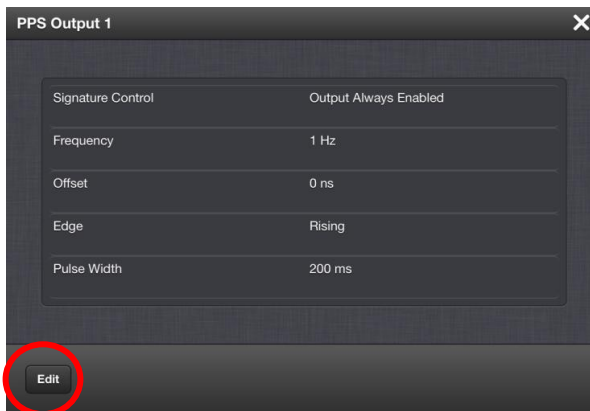 PPS Output 1
Signature Control Output Always Enabled
Frequency 1 Hz
Offset 0 ns
Edge Rising
Pulse Width 200 ms
Edit